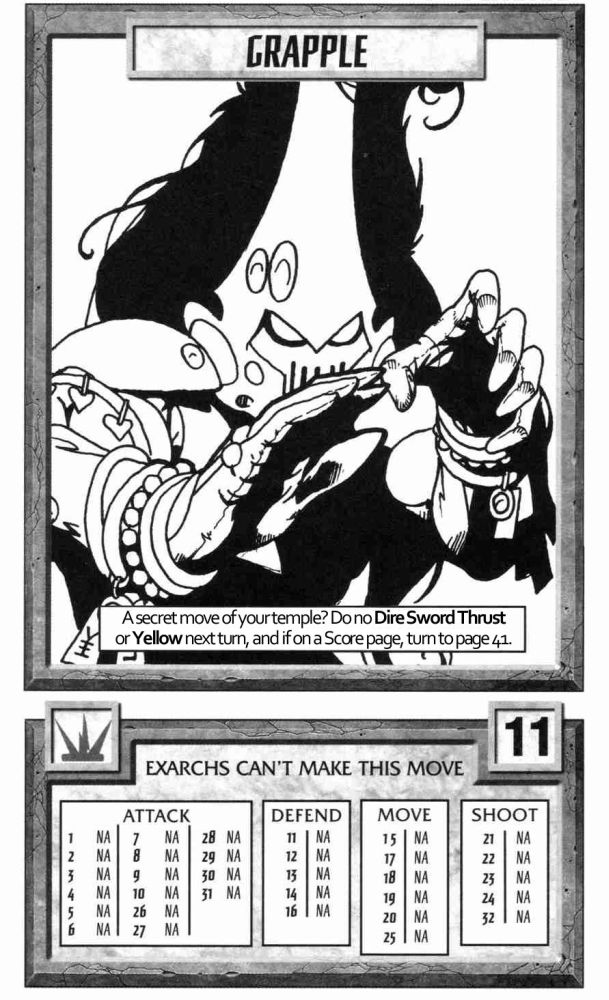 GRAPPLE
A secret move of your temple? Do no Dire Sword Thrust
or Yellow next turn, and if on a Score page, turn to page 41.
11
EXARCHS CAN'T MAKE THIS MOVE
ATTACK
1 NA 7 NA 28 NA
2 NA 8 NA 29 NA
3 NA 9 NA 30 NA
4 NA 10 NA 31 NA
5 NA 26 NA
6 NA 27 NA
DEFEND
11 NA
12 NA
13 NA
14 NA
16 NA
MOVE
15 NA
17 NA
18 NA
19 NA
20 NA
25 NA
SHOOT
21 NA
22 NA
23 NA
24 NA
32 NA